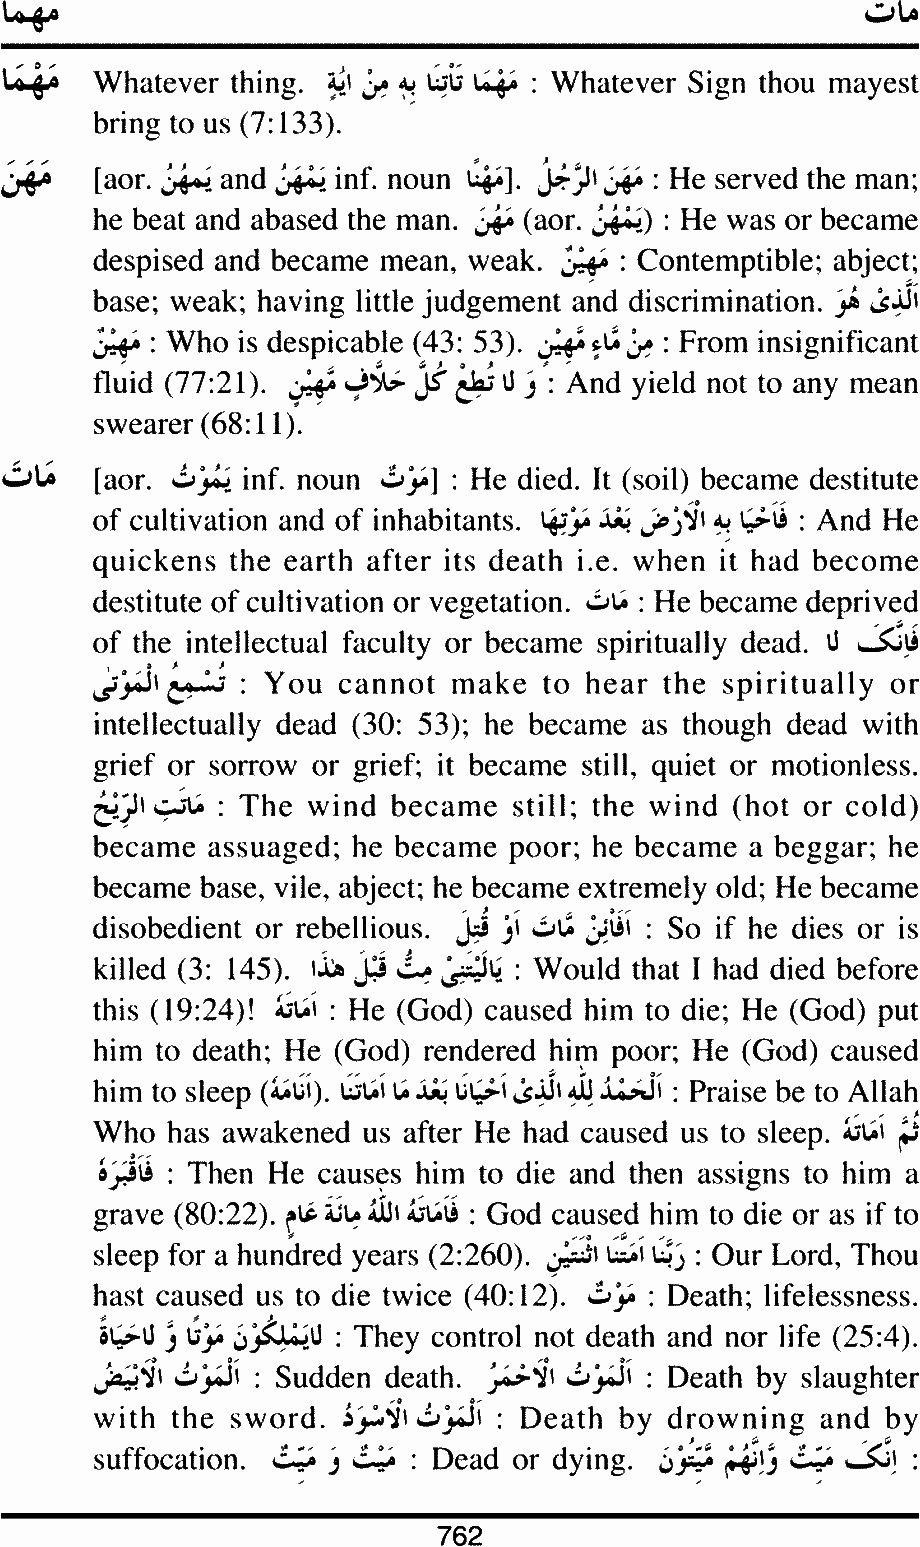 مهما مات
مَهْمَا Whatever thing. مَهْمَا تَأْتِنَا بِهٖ مِنْ اٰيَةٍ : Whatever Sign thou mayest
bring to us (7:133).
مَهَنَ [aor. يَمْهُنُ and يَمْهَنُ inf. noun مَهْنًا]. مَهَنَ الرَّجُلَ : He served the man;
he beat and abased the man. مَهُنَ (aor. يَمْهُنُ) : He was or became
despised and became mean, weak. مَهِيْنٌ : Contemptible; abject;
base; weak; having little judgement and discrimination. اَلَّذِىْ هُوَ
مَهِيْنٌ : Who is despicable (43: 53). مِنْ مَّاءٍ مَّهِيْنٍ : From insignificant
fluid (77:21). وَ لَا تُطِعْ كُلَّ حَلَّافٍ مَّهِيْنٍ : And yield not to any mean
swearer (68:11).
مَاتَ [aor. يَمُوْتُ inf. noun مَوْتٌ] : He died. It (soil) became destitute
of cultivation and of inhabitants. فَاَحْيَا بِهِ الْاَرْضَ بَعْدَ مَوْتِهَا : And He
quickens the earth after its death i.e. when it had become
destitute of cultivation or vegetation. مَاتَ : He became deprived
of the intellectual faculty or became spiritually dead. فَاِنَّکَ لَا
تُسْمِعُ الْمَوْتٰى : You cannot make to hear the spiritually or
intellectually dead (30: 53); he became as though dead with
grief or sorrow or grief; it became still, quiet or motionless.
مَاتَتِ الرِّيْحُ : The wind became still; the wind (hot or cold)
became assuaged; he became poor; he became a beggar; he
became base, vile, abject; he became extremely old; He became
disobedient or rebellious. اَفَائِنْ مَّاتَ اَوْ قُتِلَ : So if he dies or is
killed (3: 145). يَالَيْتَنِىْ مِتُّ قَبْلَ هٰذَا : Would that I had died before
this (19:24)! اَمَاتَهٗ : He (God) caused him to die; He (God) put
him to death; He (God) rendered him poor; He (God) caused
him to sleep (اَنَامَهٗ). اَلْحَمْدُ لِلّٰهِ الَّذِىْ اَحْيَانَا بَعْدَ مَا اَمَاتَنَا : Praise be to Allah
Who has awakened us after He had caused us to sleep. ثُمَّ اَمَاتَهٗ
فَاَقْبَرَهٗ : Then He causes him to die and then assigns to him a
grave (80:22). فَاَمَاتَهُ اللّٰهُ مِائَةَ عَامٍ : God caused him to die or as if to
sleep for a hundred years (2:260). رَبَّنَا اَمَتَّنَا اثْنَتَيْنِ : Our Lord, Thou
hast caused us to die twice (40:12). مَوْتٌ : Death; lifelessness.
لَايَمْلِكُوْنَ مَوْتًا وَّ لَاحَيَاةً : They control not death and nor life (25:4).
اَلْمَوْتُ الْاَبْيَضُ : Sudden death. اَلْمَوْتُ الْاَحْمَرُ : Death by slaughter
with the sword. اَلْمَوْتُ الْاَسْوَدُ : Death by drowning and by
suffocation. مَيْتٌ وَ مَيِّتٌ : Dead or dying. اِنَّکَ مَيِّتٌ وَّاِنَّهُمْ مَّيِّتُوْنَ :
762